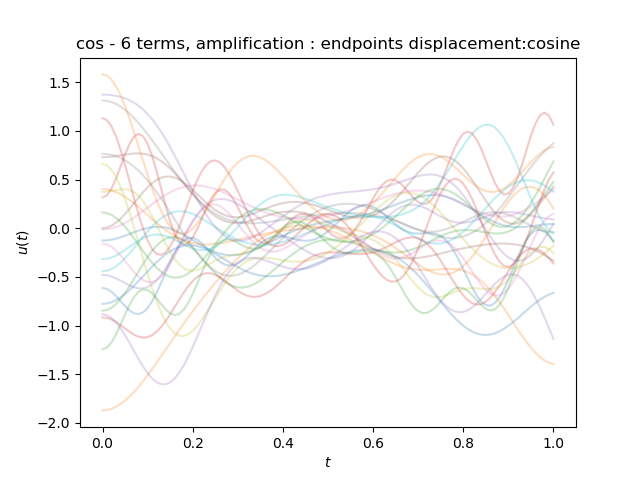 cos - 6 terms, amplification : endpoints displacement:cosine
1.5
1.0
0.5
0.0
−0.5
−1.0
−1.5
−2.0
u(t)
0.0 0.2 0.4 0.6 0.8 1.0
t